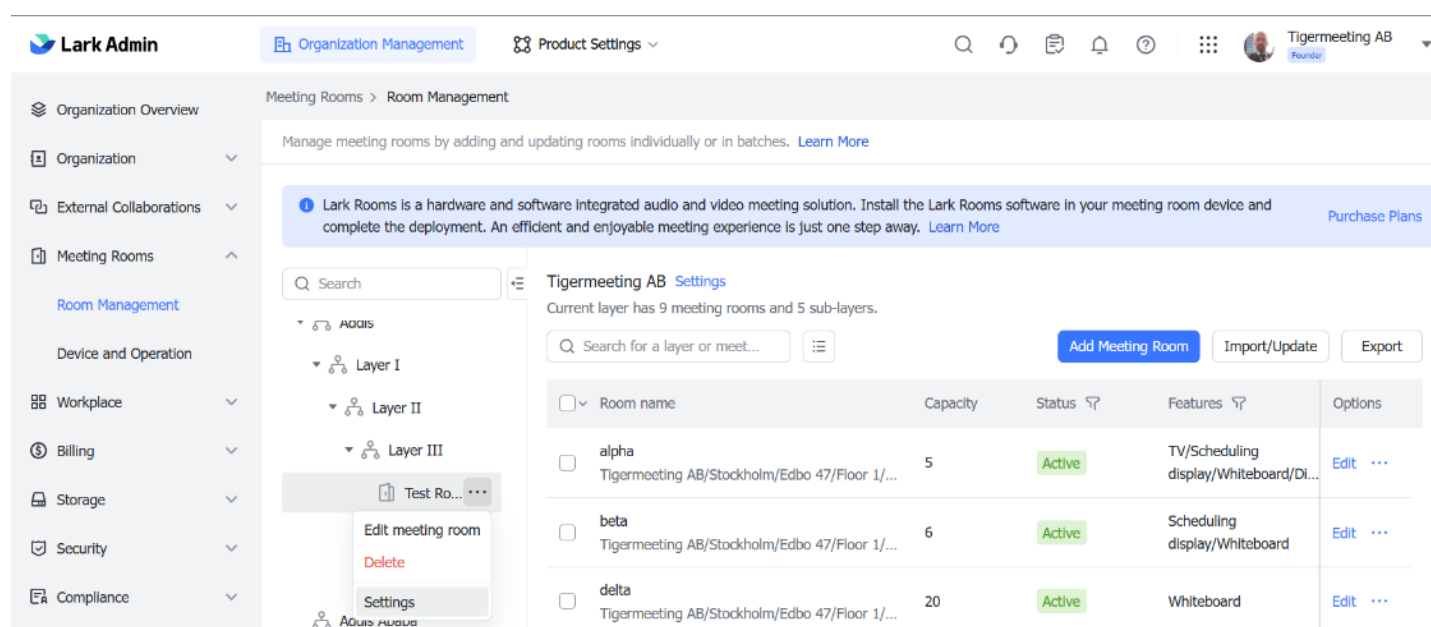 Lark Admin
Organization Management
Product Settings
Tigermeeting AB
Founder
Organization Overview
Organization
External Collaborations
Meeting Rooms
Room Management
Device and Operation
Workplace
Billing
Storage
Security
Compliance
Meeting Rooms > Room Management
Manage meeting rooms by adding and updating rooms individually or in batches. Learn More
Lark Rooms is a hardware and software integrated audio and video meeting solution. Install the Lark Rooms software in your meeting room device and
complete the deployment. An efficient and enjoyable meeting experience is just one step away. Learn More
Purchase Plans
Search
Addis
Layer I
Layer II
Layer III
Test Ro...
Edit meeting room
Delete
Settings
Addis Ababa
Tigermeeting AB Settings
Current layer has 9 meeting rooms and 5 sub-layers.
Search for a layer or meet...
Add Meeting Room
Import/Update
Export
Room name Capacity Status Features Options
alpha
Tigermeeting AB/Stockholm/Edbo 47/Floor 1/...
5
Active
TV/Scheduling
display/Whiteboard/Di...
Edit ...
beta
Tigermeeting AB/Stockholm/Edbo 47/Floor 1/...
6
Active
Scheduling
display/Whiteboard
Edit ...
delta
Tigermeeting AB/Stockholm/Edbo 47/Floor 1/...
20
Active
Whiteboard
Edit ...